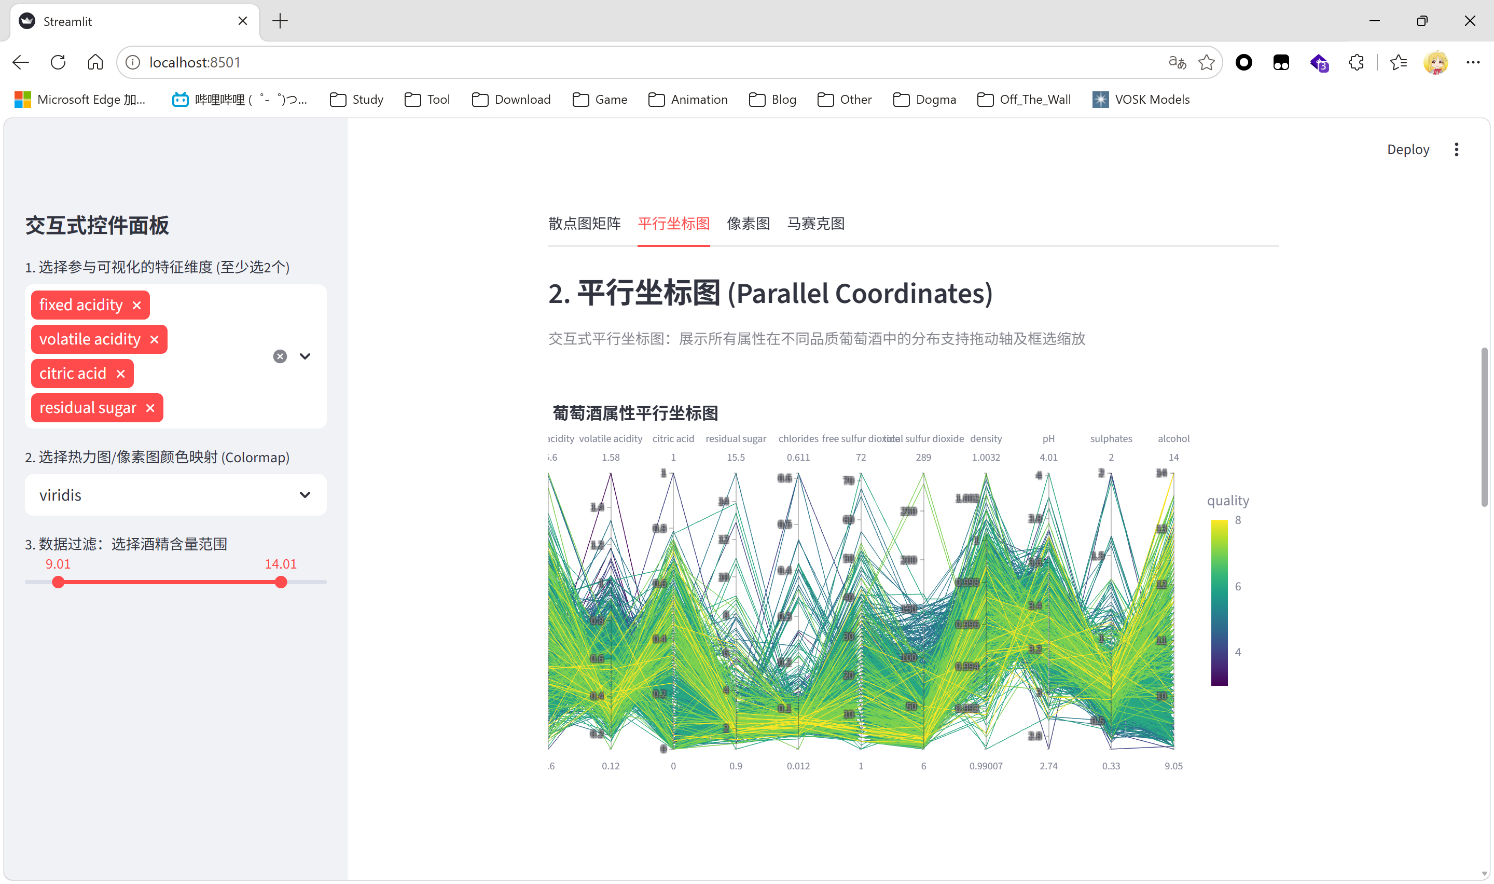 Streamlit
localhost:8501
Microsoft Edge 加...
哔哩哔哩 (゜-゜)つ...
Study
Tool
Download
Game
Animation
Blog
Other
Dogma
Off_The_Wall
VOSK Models
Deploy
交互式控件面板
1. 选择参与可视化的特征维度 (至少选2个)
fixed acidity
volatile acidity
citric acid
residual sugar
2. 选择热力图/像素图颜色映射 (Colormap)
viridis
3. 数据过滤：选择酒精含量范围
9.01 14.01
散点图矩阵 平行坐标图 像素图 马赛克图
2. 平行坐标图 (Parallel Coordinates)
交互式平行坐标图：展示所有属性在不同品质葡萄酒中的分布支持拖动轴及框选缩放
葡萄酒属性平行坐标图
acidity volatile acidity citric acid residual sugar chlorides free sulfur dioxide total sulfur dioxide density pH sulphates alcohol
5.6 1.58 1 15.5 0.611 72 289 1.0032 4.01 2 14
quality
8
6
4
.6 0.12 0 0.9 0.012 1 6 0.99007 2.74 0.33 9.05